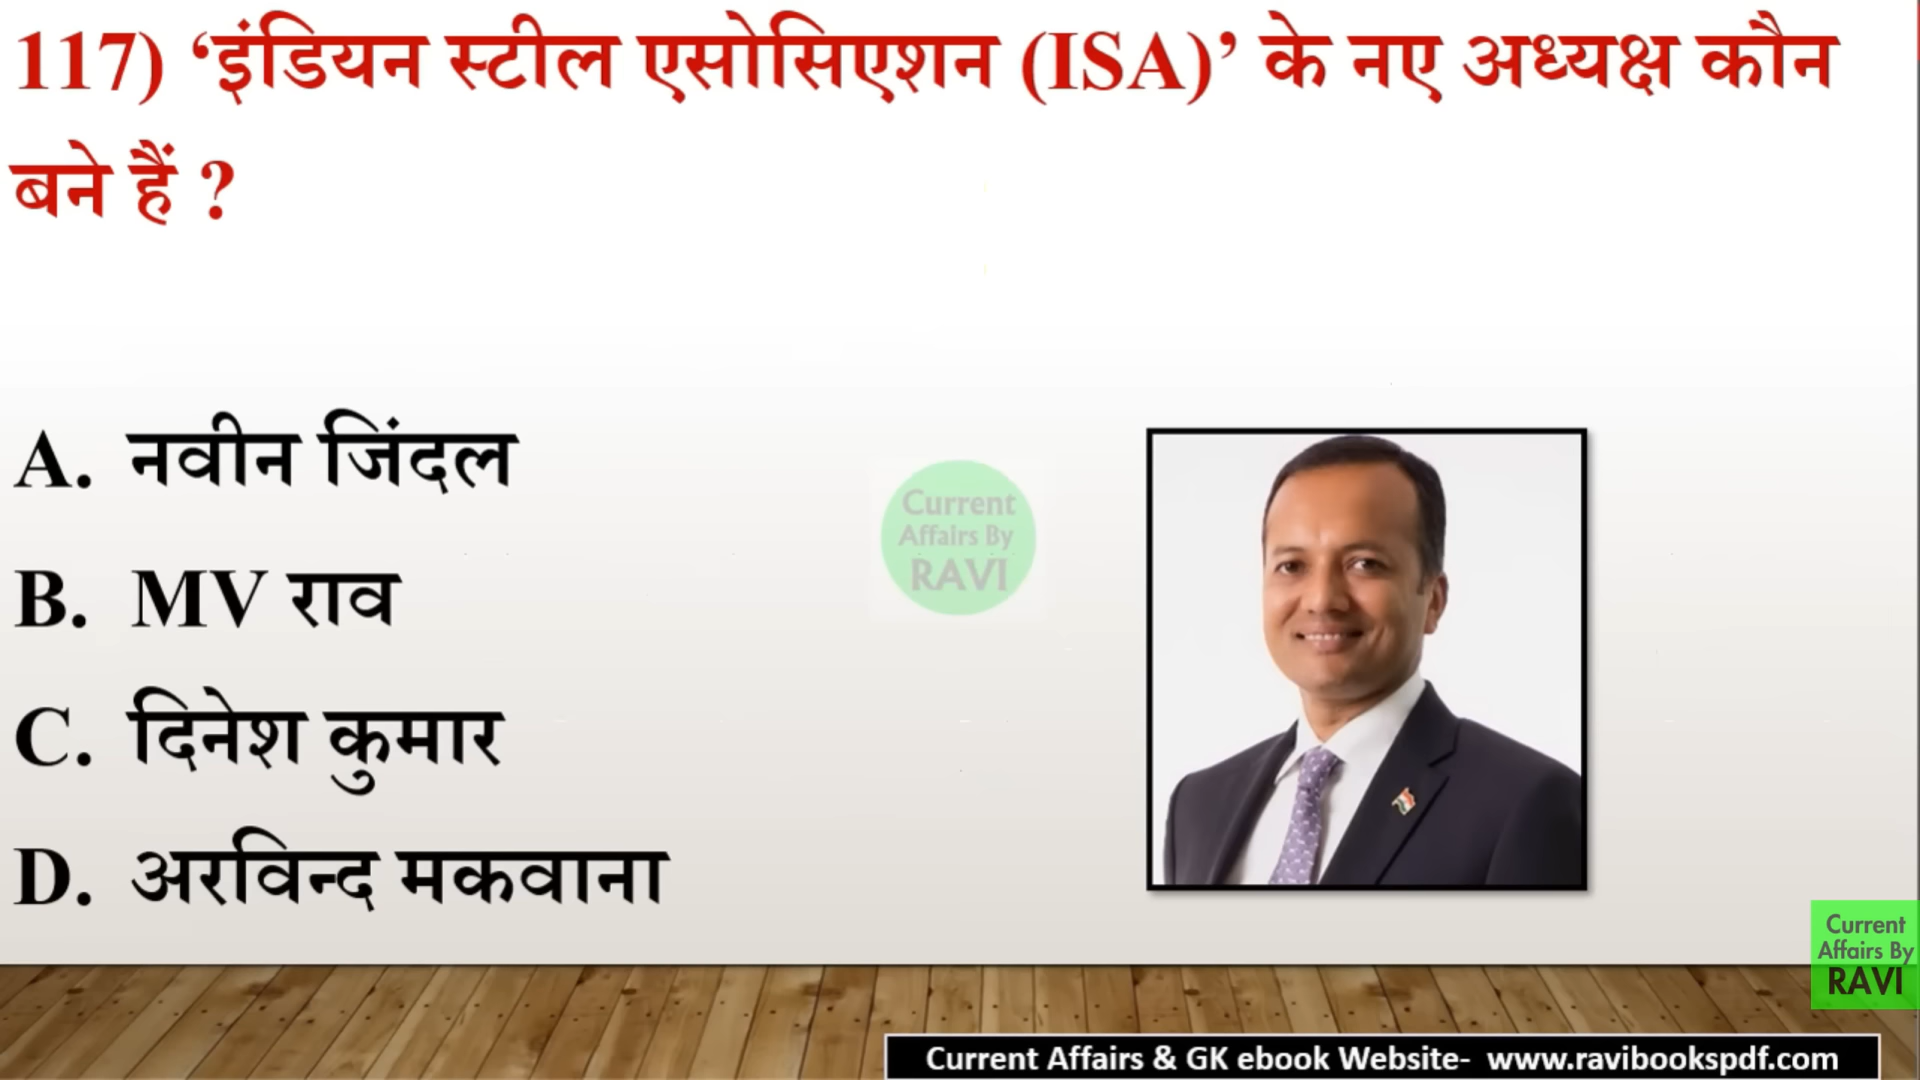 117) ‘इंडियन स्टील एसोसिएशन (ISA)’ के नए अध्यक्ष कौन
बने हैं ?
A. नवीन जिंदल
B. MV राव
C. दिनेश कुमार
D. अरविन्द मकवाना
Current
Affairs By
RAVI
Current
Affairs By
RAVI
Current Affairs & GK ebook Website- www.ravibookspdf.com